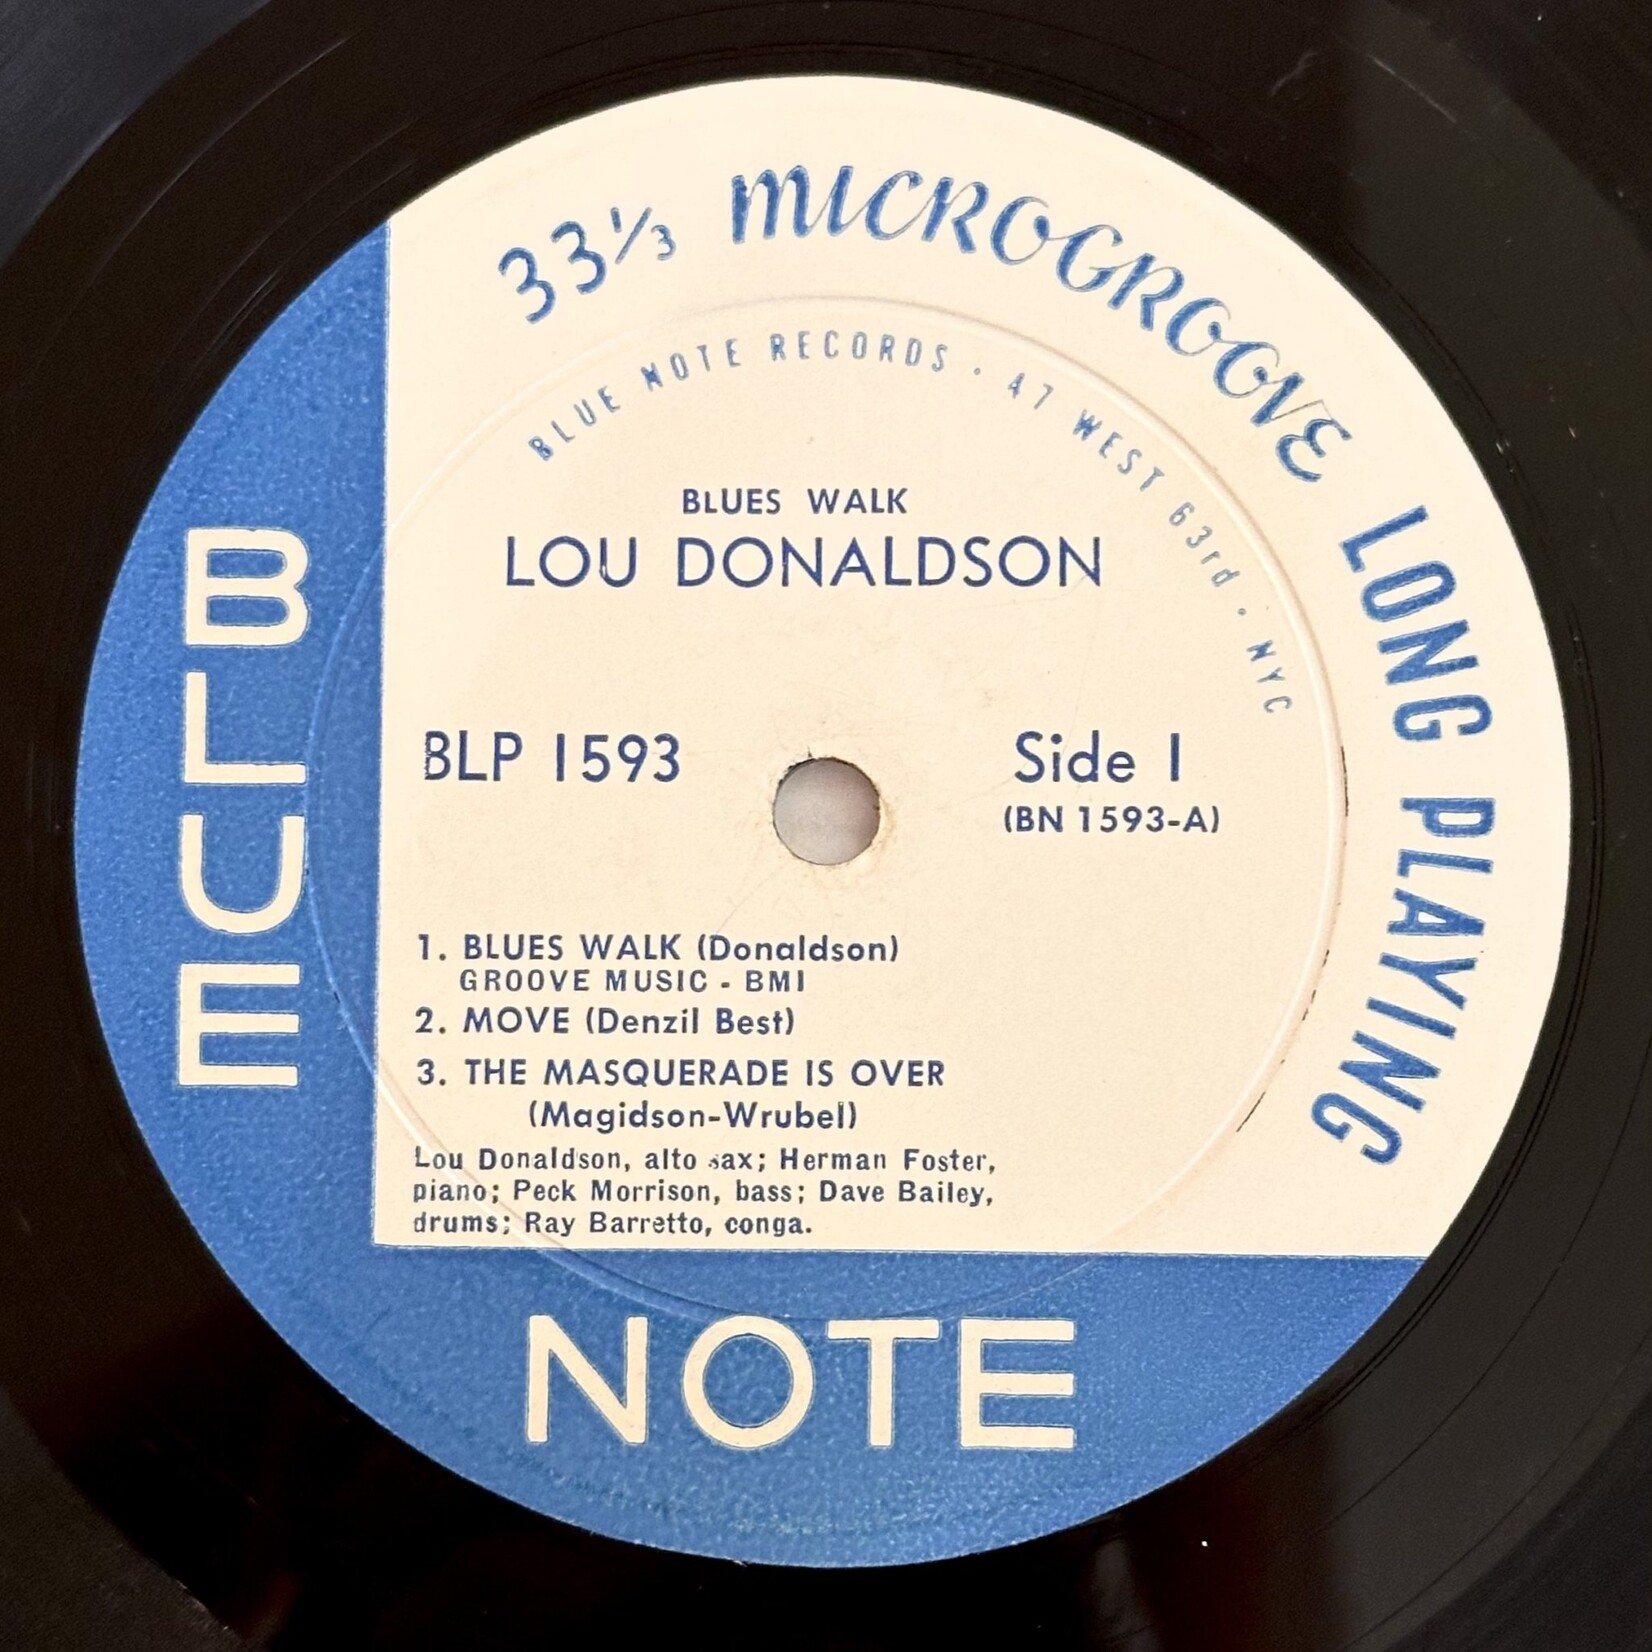 33⅓ MICROGROOVE LONG PLAYING
BLUE NOTE RECORDS · 47 WEST 63rd · NYC
BLUES WALK
LOU DONALDSON
BLP 1593
Side 1
(BN 1593-A)
1. BLUES WALK (Donaldson)
GROOVE MUSIC - BMI
2. MOVE (Denzil Best)
3. THE MASQUERADE IS OVER
(Magidson-Wrubel)
Lou Donaldson, alto sax; Herman Foster,
piano; Peck Morrison, bass; Dave Bailey,
drums; Ray Barretto, conga.
BLUE
NOTE